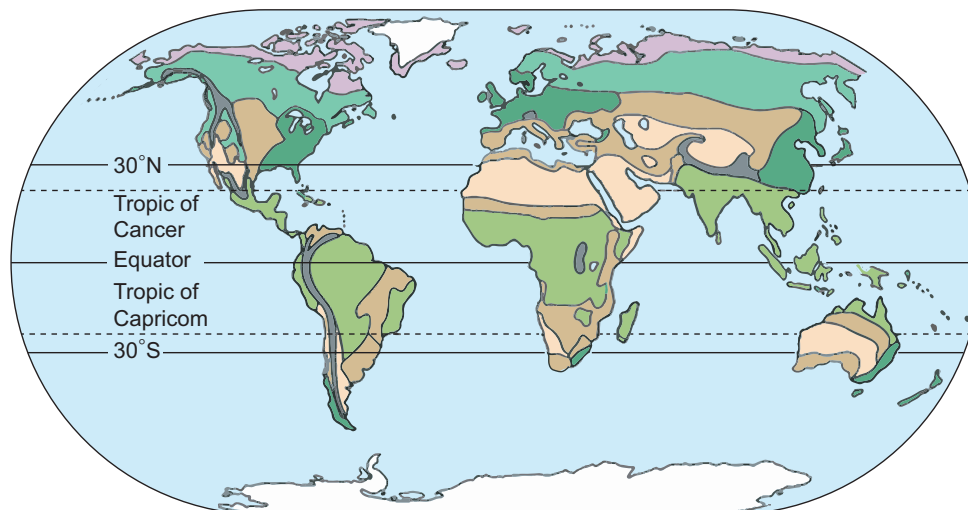 30°N
Tropic of
Cancer
Equator
Tropic of
Capricom
30°S